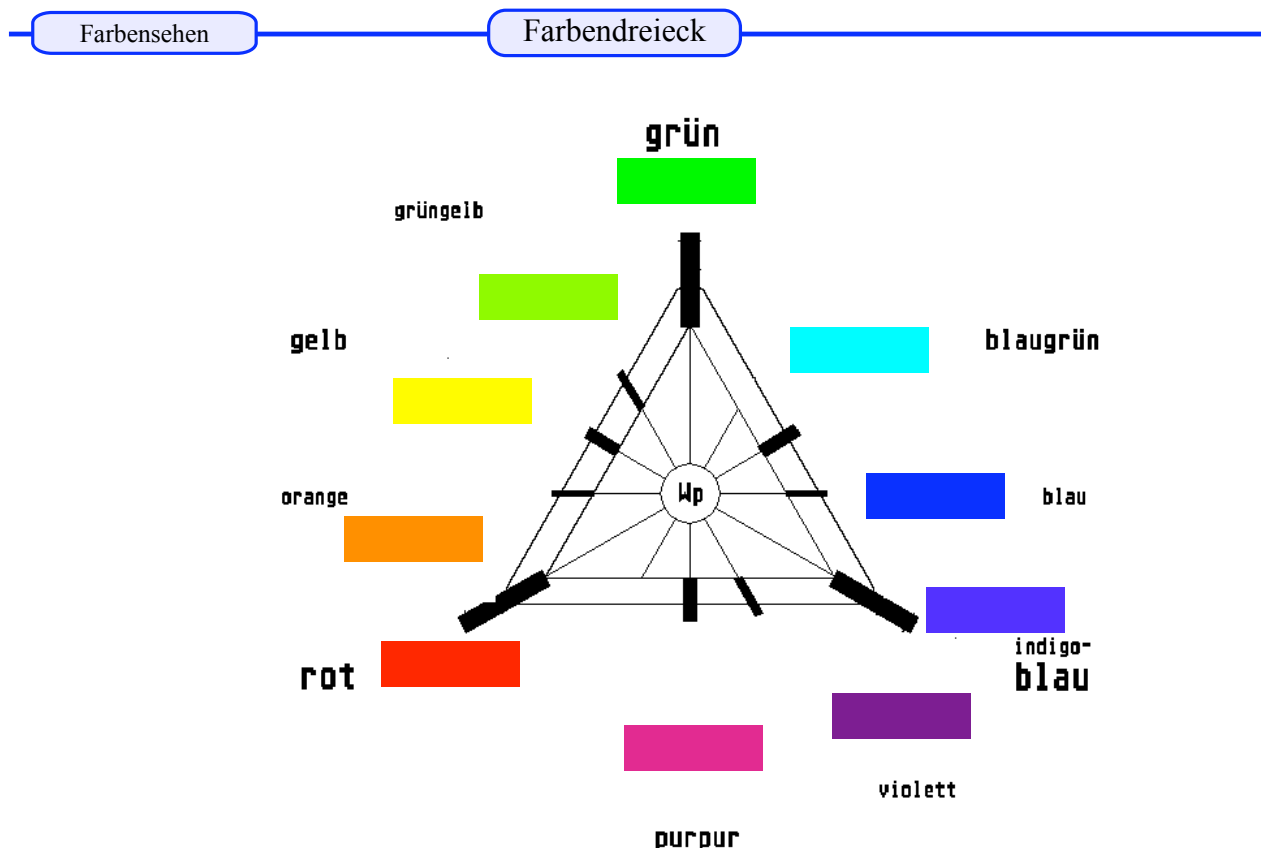 Farbensehen
Farbendreieck
grün
grüngelb
gelb
blaugrün
Wp
orange
blau
indigo-
blau
rot
violett
purpur